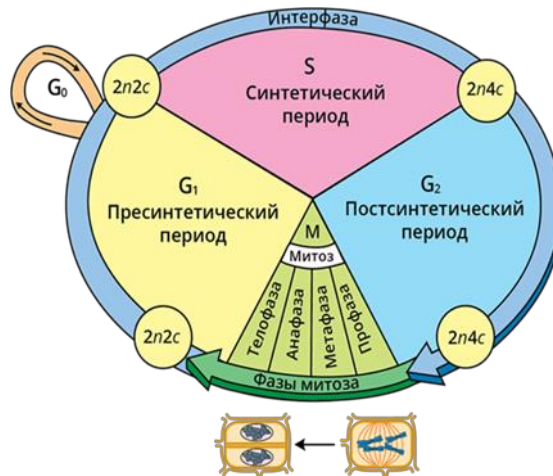 Интерфаза
S
Синтетический
период
G₀
2n2c
2n4c
G₁
Пресинтетический
период
G₂
Постсинтетический
период
M
Митоз
Телофаза
Анафаза
Метафаза
Профаза
2n2c
2n4c
Фазы митоза